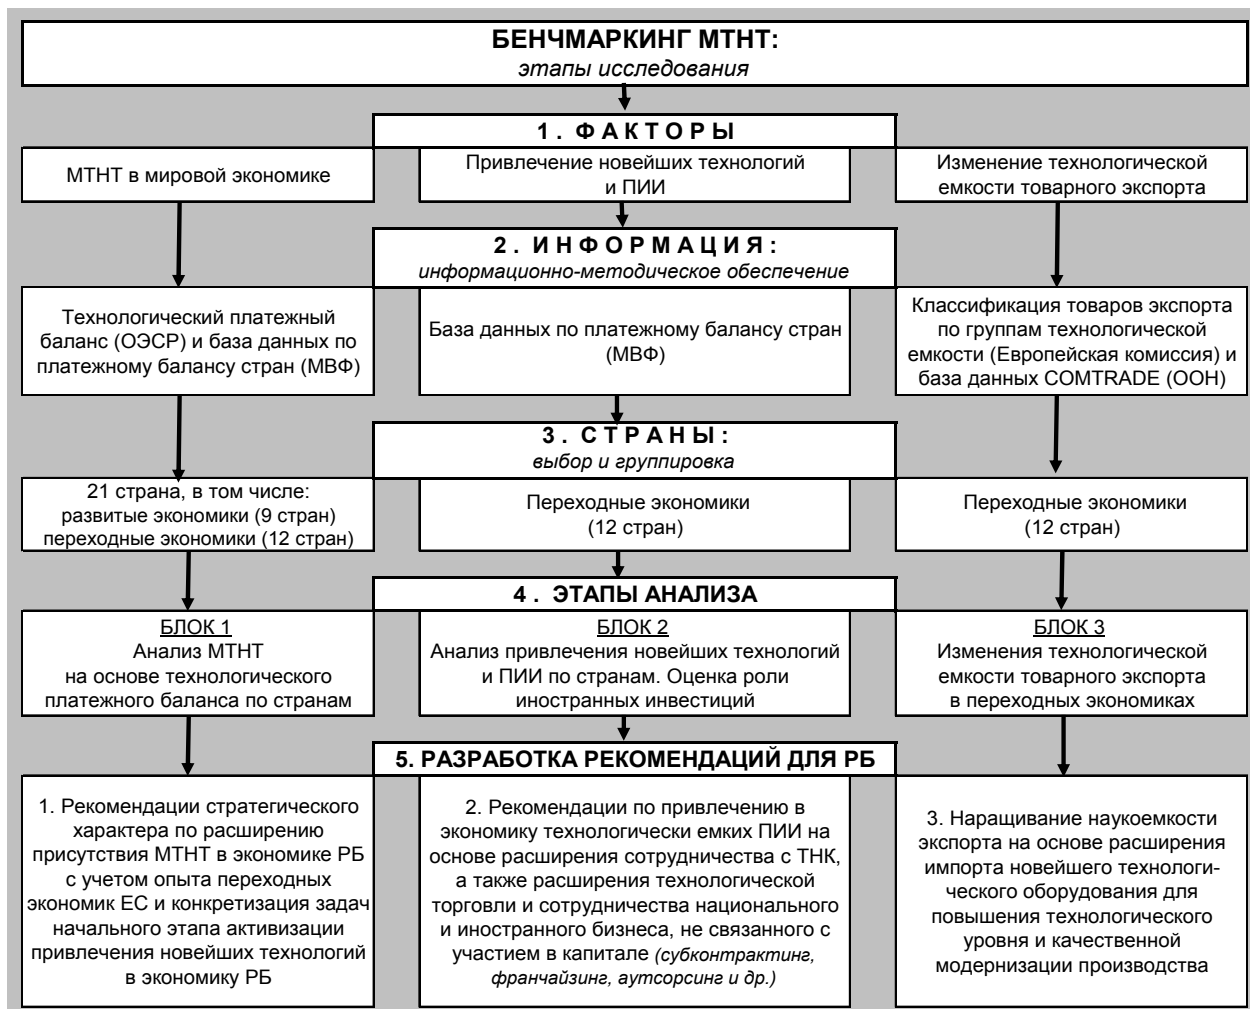 БЕНЧМАРКИНГ МТНТ:
этапы исследования
1. ФАКТОРЫ
МТНТ в мировой экономике
Привлечение новейших технологий
и ПИИ
Изменение технологической
емкости товарного экспорта
2. ИНФОРМАЦИЯ:
информационно-методическое обеспечение
Технологический платежный
баланс (ОЭСР) и база данных по
платежному балансу стран (МВФ)
База данных по платежному балансу стран
(МВФ)
Классификация товаров экспорта
по группам технологической
емкости (Европейская комиссия) и
база данных COMTRADE (ООН)
3. СТРАНЫ:
выбор и группировка
21 страна, в том числе:
развитые экономики (9 стран)
переходные экономики (12 стран)
Переходные экономики
(12 стран)
Переходные экономики
(12 стран)
4. ЭТАПЫ АНАЛИЗА
БЛОК 1
Анализ МТНТ
на основе технологического
платежного баланса по странам
БЛОК 2
Анализ привлечения новейших технологий
и ПИИ по странам. Оценка роли
иностранных инвестиций
БЛОК 3
Изменения технологической
емкости товарного экспорта
в переходных экономиках
5. РАЗРАБОТКА РЕКОМЕНДАЦИЙ ДЛЯ РБ
1. Рекомендации стратегического
характера по расширению
присутствия МТНТ в экономике РБ
с учетом опыта переходных
экономик ЕС и конкретизация задач
начального этапа активизации
привлечения новейших технологий
в экономику РБ
2. Рекомендации по привлечению в
экономику технологически емких ПИИ на
основе расширения сотрудничества с ТНК,
а также расширения технологической
торговли и сотрудничества национального
и иностранного бизнеса, не связанного с
участием в капитале (субконтрактинг,
франчайзинг, аутсорсинг и др.)
3. Наращивание наукоемкости
экспорта на основе расширения
импорта новейшего технологи-
ческого оборудования для
повышения технологического
уровня и качественной
модернизации производства